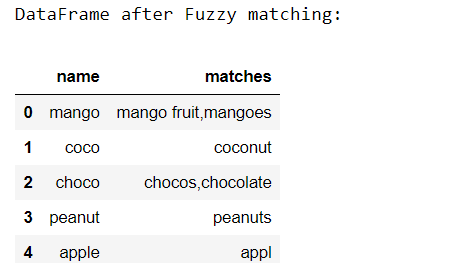 DataFrame after Fuzzy matching:
name matches
0 mango mango fruit,mangoes
1 coco coconut
2 choco chocos,chocolate
3 peanut peanuts
4 apple appl